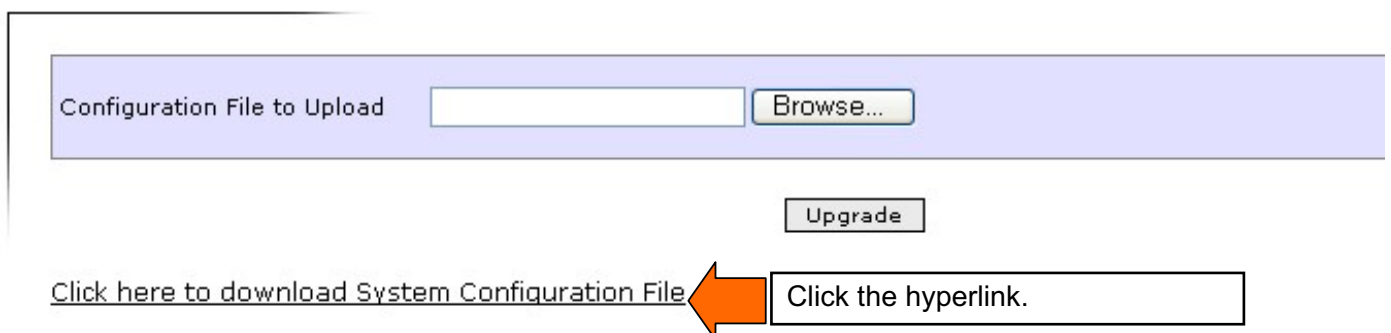 Configuration File to Upload Browse...
Upgrade
Click here to download System Configuration File Click the hyperlink.